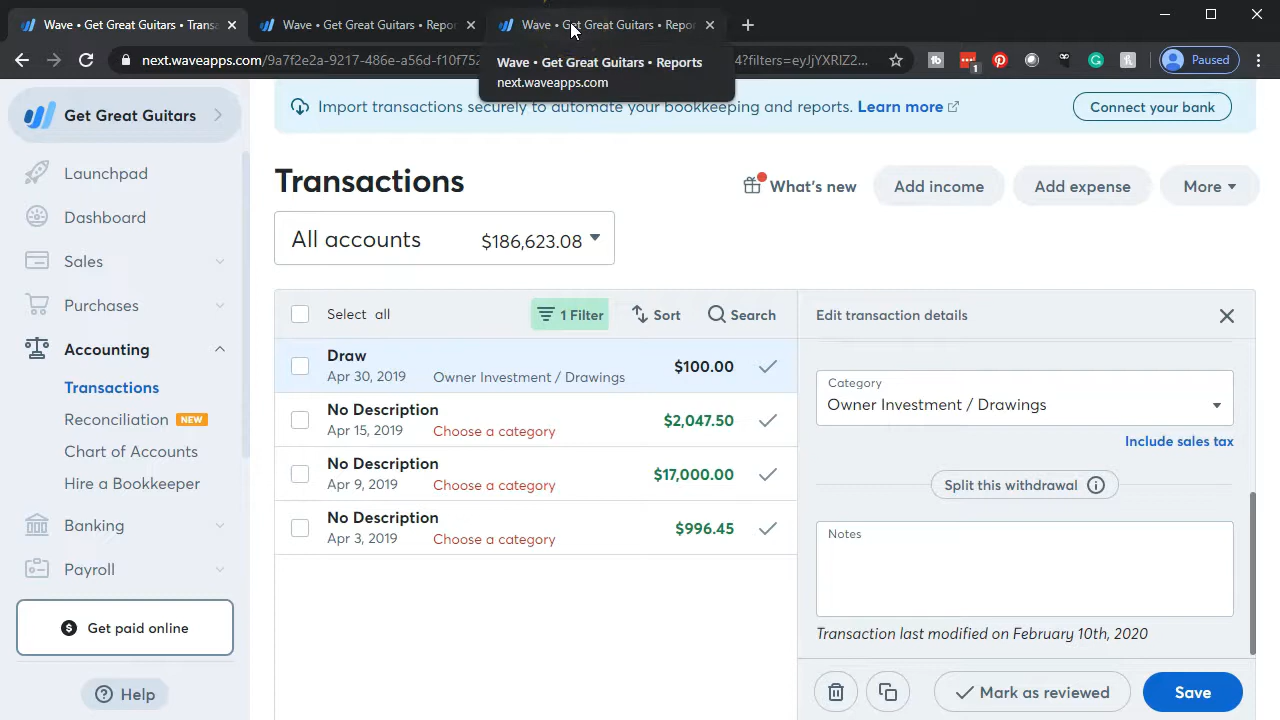 Wave • Get Great Guitars • Transa
Wave • Get Great Guitars • Repor
Wave • Get Great Guitars • Repor
next.waveapps.com/9a7f2e2a-9217-486e-a56d-f10f752
4?filters=eyJjYXRlZ2...
1
Paused
Wave • Get Great Guitars • Reports
next.waveapps.com
Get Great Guitars
Launchpad
Dashboard
Sales
Purchases
Accounting
Transactions
Reconciliation NEW
Chart of Accounts
Hire a Bookkeeper
Banking
Payroll
Get paid online
Help
Import transactions securely to automate your bookkeeping and reports. Learn more
Connect your bank
Transactions
What's new
Add income
Add expense
More
All accounts $186,623.08
Select all
1 Filter
Sort
Search
Draw
Apr 30, 2019 Owner Investment / Drawings $100.00
No Description
Apr 15, 2019 Choose a category $2,047.50
No Description
Apr 9, 2019 Choose a category $17,000.00
No Description
Apr 3, 2019 Choose a category $996.45
Edit transaction details
Category
Owner Investment / Drawings
Include sales tax
Split this withdrawal
Notes
Transaction last modified on February 10th, 2020
Mark as reviewed
Save